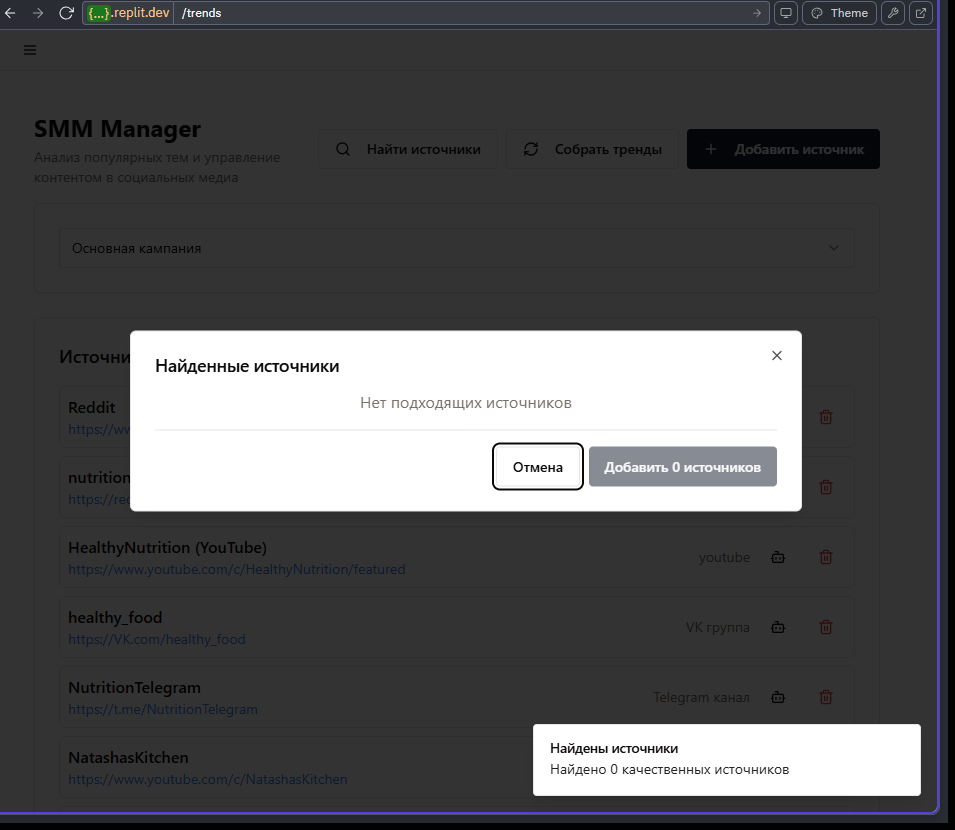 {...}.replit.dev /trends
Theme
SMM Manager
Анализ популярных тем и управление
контентом в социальных медиа
Найти источники
Собрать тренды
Добавить источник
Основная кампания
Источни
Найденные источники
Нет подходящих источников
Отмена
Добавить 0 источников
Reddit
https://ww
nutrition
https://red
HealthyNutrition (YouTube)
https://www.youtube.com/c/HealthyNutrition/featured
youtube
healthy_food
https://VK.com/healthy_food
VK группа
NutritionTelegram
https://t.me/NutritionTelegram
Telegram канал
NatashasKitchen
https://www.youtube.com/c/NatashasKitchen
Найдены источники
Найдено 0 качественных источников